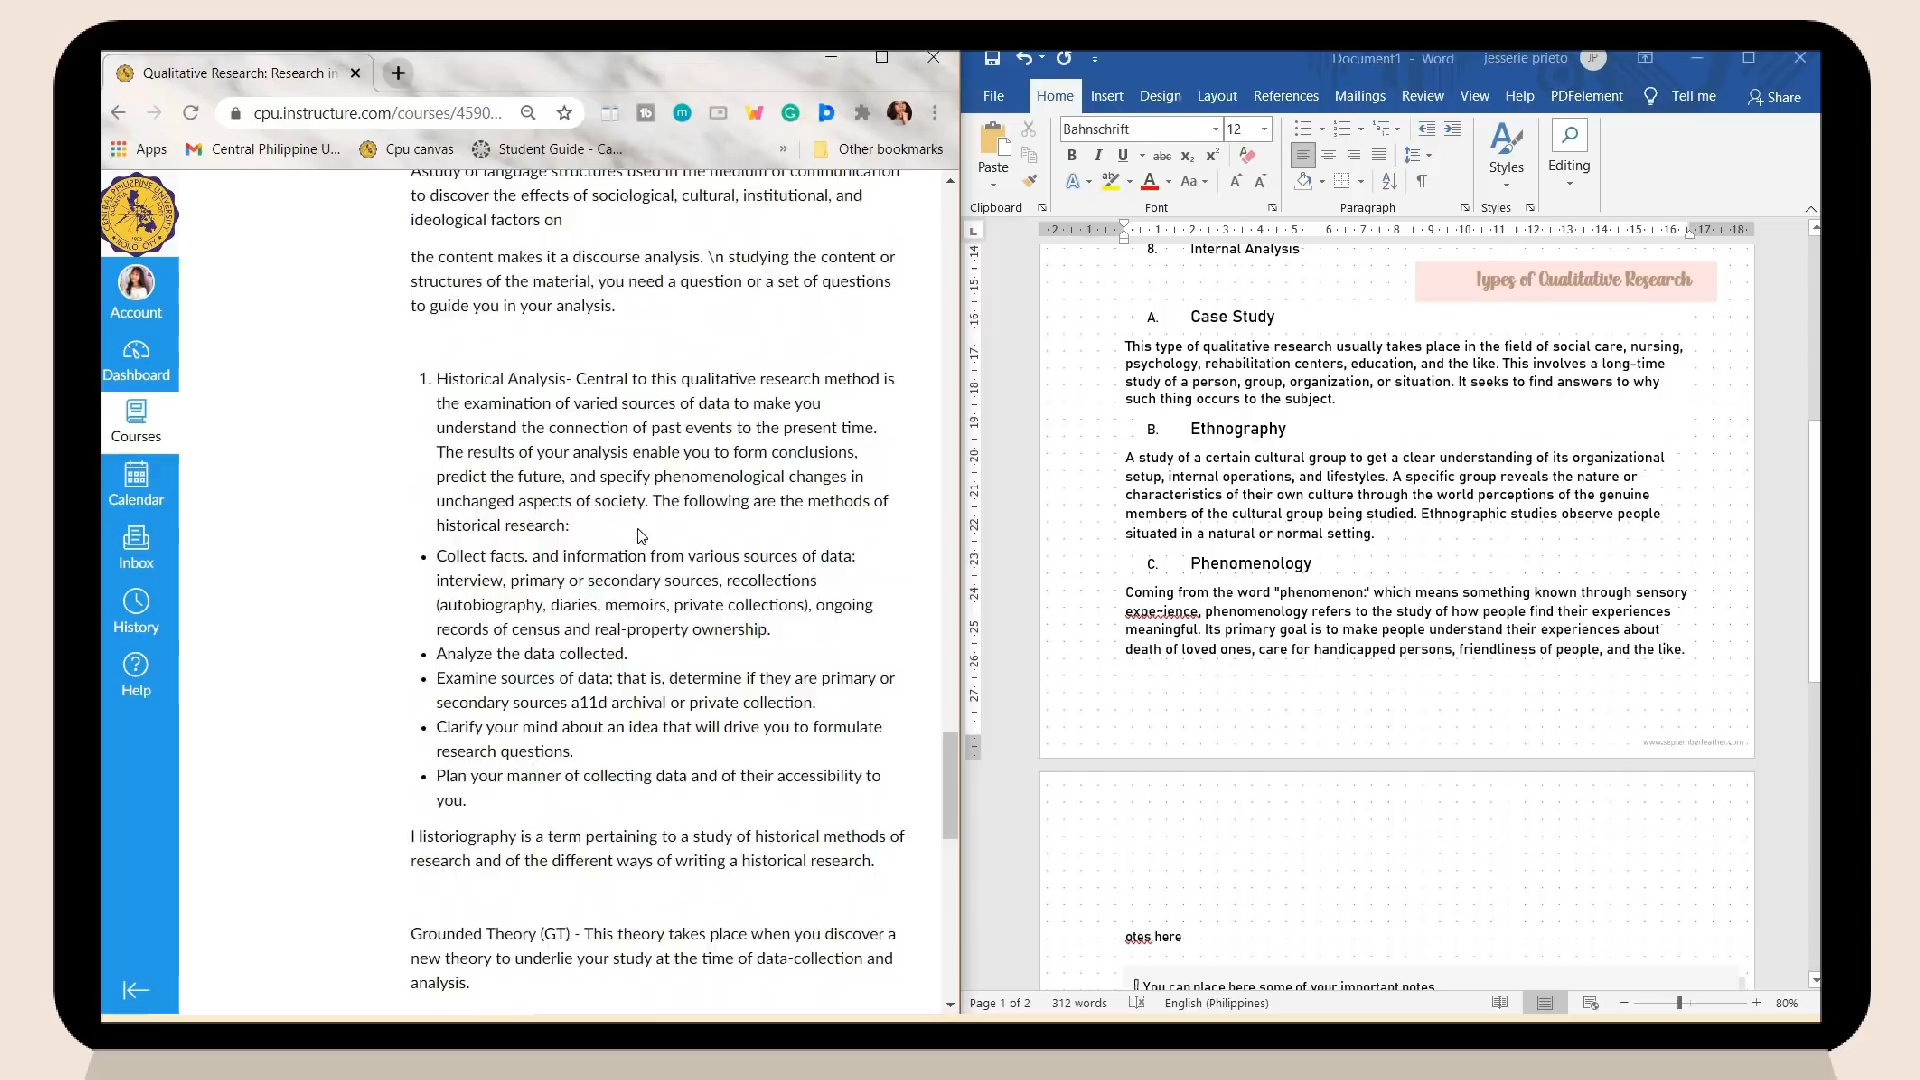 Qualitative Research: Research in
cpu.instructure.com/courses/4590...
Apps
Central Philippine U...
Cpu canvas
Student Guide - Ca...
»
Other bookmarks
Account
Dashboard
Courses
Calendar
Inbox
History
Help
Astudy of language structures used in the medium of communication
to discover the effects of sociological, cultural, institutional, and
ideological factors on
the content makes it a discourse analysis. \n studying the content or
structures of the material, you need a question or a set of questions
to guide you in your analysis.
1. Historical Analysis- Central to this qualitative research method is
the examination of varied sources of data to make you
understand the connection of past events to the present time.
The results of your analysis enable you to form conclusions,
predict the future, and specify phenomenological changes in
unchanged aspects of society. The following are the methods of
historical research:
• Collect facts. and information from various sources of data:
interview, primary or secondary sources, recollections
(autobiography, diaries, memoirs, private collections), ongoing
records of census and real-property ownership.
• Analyze the data collected.
• Examine sources of data; that is, determine if they are primary or
secondary sources a11d archival or private collection.
• Clarify your mind about an idea that will drive you to formulate
research questions.
• Plan your manner of collecting data and of their accessibility to
you.
I listoriography is a term pertaining to a study of historical methods of
research and of the different ways of writing a historical research.
Grounded Theory (GT) - This theory takes place when you discover a
new theory to underlie your study at the time of data-collection and
analysis.
Document1 - Word
jesserie prieto
JP
File Home Insert Design Layout References Mailings Review View Help PDFelement Tell me Share
Paste
Bahnschrift 12
Styles
Editing
Clipboard Font Paragraph Styles
8. Internal Analysis
Types of Qualitative Research
A. Case Study
This type of qualitative research usually takes place in the field of social care, nursing,
psychology, rehabilitation centers, education, and the like. This involves a long-time
study of a person, group, organization, or situation. It seeks to find answers to why
such thing occurs to the subject.
B. Ethnography
A study of a certain cultural group to get a clear understanding of its organizational
setup, internal operations, and lifestyles. A specific group reveals the nature or
characteristics of their own culture through the world perceptions of the genuine
members of the cultural group being studied. Ethnographic studies observe people
situated in a natural or normal setting.
C. Phenomenology
Coming from the word "phenomenon:' which means something known through sensory
expe-ience, phenomenology refers to the study of how people find their experiences
meaningful. Its primary goal is to make people understand their experiences about
death of loved ones, care for handicapped persons, friendliness of people, and the like.
www.septemberleathers.com
otes here
You can place here some of your important notes
Page 1 of 2 312 words English (Philippines) 80%